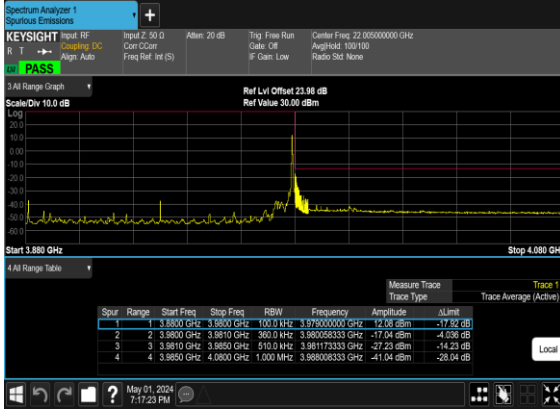 Spectrum Analyzer 1
Spurious Emissions
+
KEYSIGHT Input: RF Input Z: 50 Ω Atten: 20 dB Trig: Free Run Center Freq: 22.005000000 GHz
R T Coupling: DC Corr CCorr Gate: Off Avg|Hold: 100/100
Align: Auto Freq Ref: Int (S) IF Gain: Low Radio Std: None
PASS
3 All Range Graph
Ref Lvl Offset 23.98 dB
Scale/Div 10.0 dB Ref Value 30.00 dBm
Log
20.0
10.0
0.00
-10.0
-20.0
-30.0
-40.0
-50.0
-60.0
Start 3.880 GHz Stop 4.080 GH
4 All Range Table
Measure Trace Trace 1
Trace Type Trace Average (Active)
Spur Range Start Freq Stop Freq RBW Frequency Amplitude ΔLimit
1 1 3.8800 GHz 3.9800 GHz 100.0 kHz 3.979000000 GHz 12.08 dBm -17.92 dB
2 2 3.9800 GHz 3.9810 GHz 360.0 kHz 3.980058333 GHz -17.04 dBm -4.036 dB
3 3 3.9810 GHz 3.9850 GHz 510.0 kHz 3.981173333 GHz -27.23 dBm -14.23 dB
4 4 3.9850 GHz 4.0800 GHz 1.000 MHz 3.988008333 GHz -41.04 dBm -28.04 dB
Local
?
May 01, 2024
7:17:23 PM